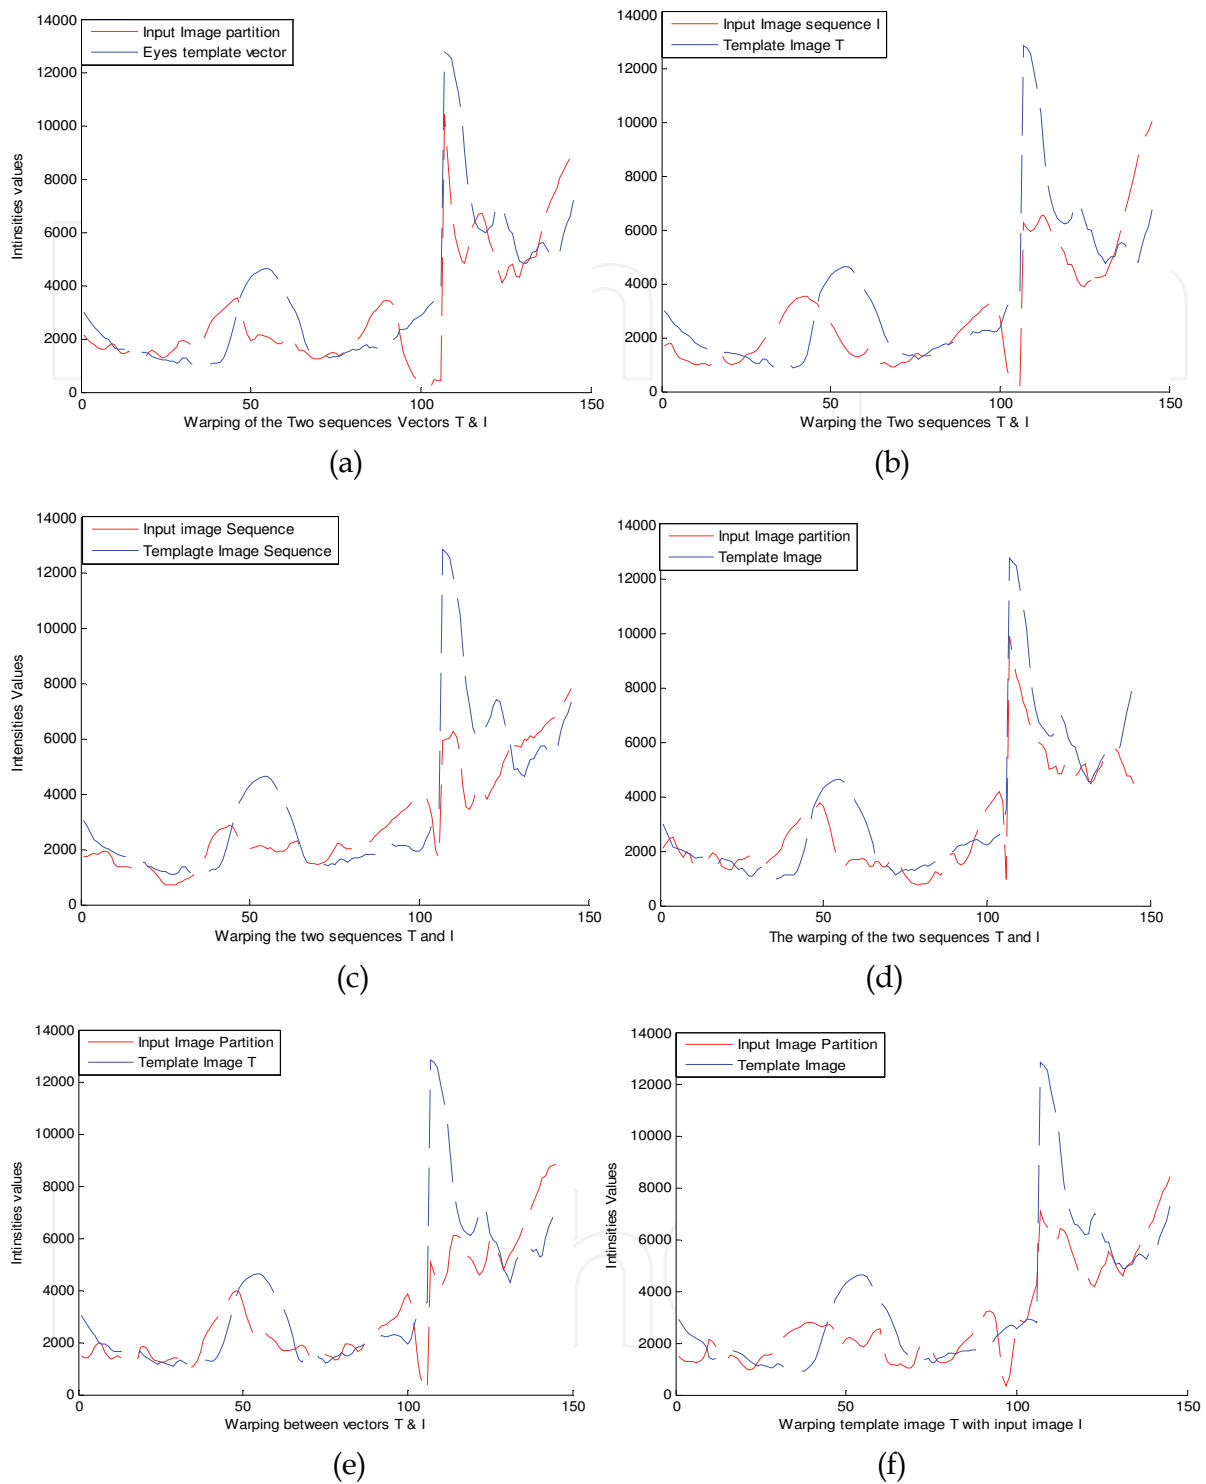 14000
12000
10000
8000
6000
4000
2000
0
Input Image partition
Eyes template vector
Intinsities values
0
50
100
150
Warping of the Two sequences Vectors T & I
(a)
14000
12000
10000
8000
6000
4000
2000
0
Input Image sequence I
Template Image T
0
50
100
150
Warping the Two sequences T & I
(b)
14000
12000
10000
8000
6000
4000
2000
0
Input image Sequence
Templagte Image Sequence
Intensities Values
0
50
100
150
Warping the two sequences T and I
(c)
14000
12000
10000
8000
6000
4000
2000
0
Input Image partition
Template Image
0
50
100
150
The warping of the two sequences T and I
(d)
14000
12000
10000
8000
6000
4000
2000
0
Input Image Partition
Template Image T
Intinsities values
0
50
100
150
Warping between vectors T & I
(e)
14000
12000
10000
8000
6000
4000
2000
0
Input Image Partition
Template Image
Intinsities Values
0
50
100
150
Warping template image T with input image I
(f)